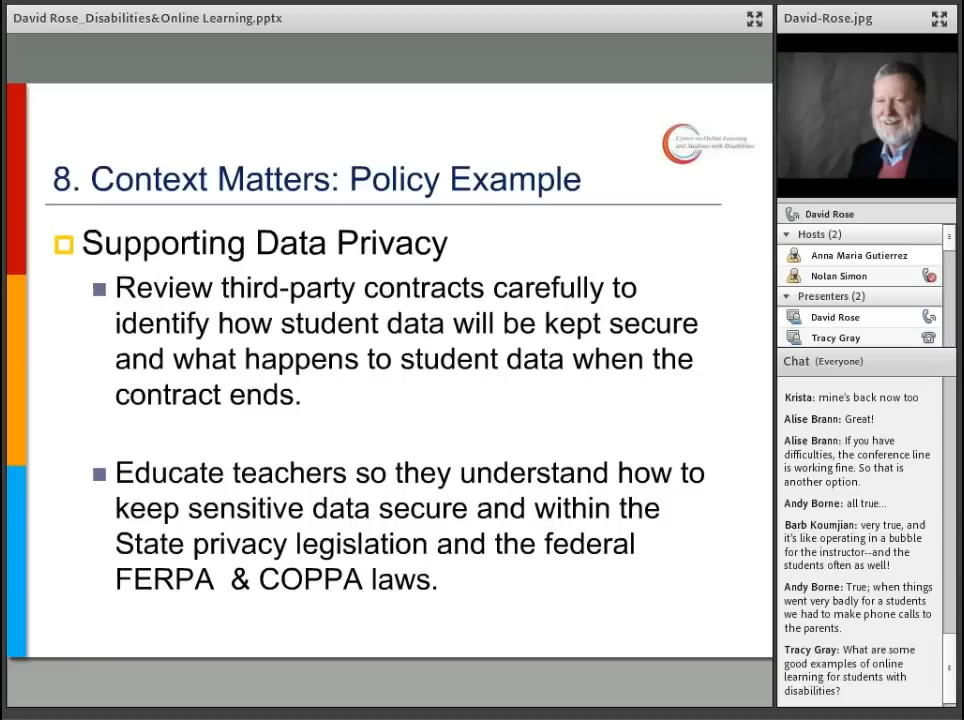 David Rose_Disabilities&Online Learning.pptx
8. Context Matters: Policy Example
Center on Online Learning
and Students with Disabilities
Supporting Data Privacy
Review third-party contracts carefully to
identify how student data will be kept secure
and what happens to student data when the
contract ends.
Educate teachers so they understand how to
keep sensitive data secure and within the
State privacy legislation and the federal
FERPA & COPPA laws.
David-Rose.jpg
David Rose
Hosts (2)
Anna Maria Gutierrez
Nolan Simon
Presenters (2)
David Rose
Tracy Gray
Chat (Everyone)
Krista: mine's back now too
Alise Brann: Great!
Alise Brann: If you have
difficulties, the conference line
is working fine. So that is
another option.
Andy Borne: all true...
Barb Koumjian: very true, and
it's like operating in a bubble
for the instructor--and the
students often as well!
Andy Borne: True; when things
went very badly for a students
we had to make phone calls to
the parents.
Tracy Gray: What are some
good examples of online
learning for students with
disabilities?